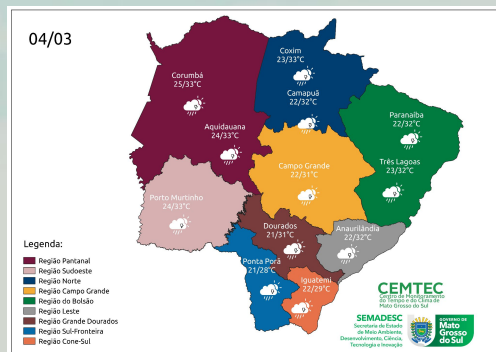 04/03
Coxim
23/33°C
Camapuã
22/32°C
Corumbá
25/33°C
Aquidauana
24/33°C
Paranaíba
22/32°C
Três Lagoas
23/32°C
Campo Grande
22/31°C
Porto Murtinho
24/33°C
Dourados
21/31°C
Anaurilândia
22/32°C
Ponta Porã
21/28°C
Iguatemi
22/29°C
Legenda:
Região Pantanal
Região Sudoeste
Região Norte
Região Campo Grande
Região do Bolsão
Região Leste
Região Grande Dourados
Região Sul-Fronteira
Região Cone-Sul
CEMTEC
Centro de Monitoramento
do Tempo e do Clima de
Mato Grosso do Sul
SEMADESC
Secretaria de Estado
de Meio Ambiente,
Desenvolvimento, Ciência,
Tecnologia e Inovação
GOVERNO DE
Mato
Grosso
do Sul